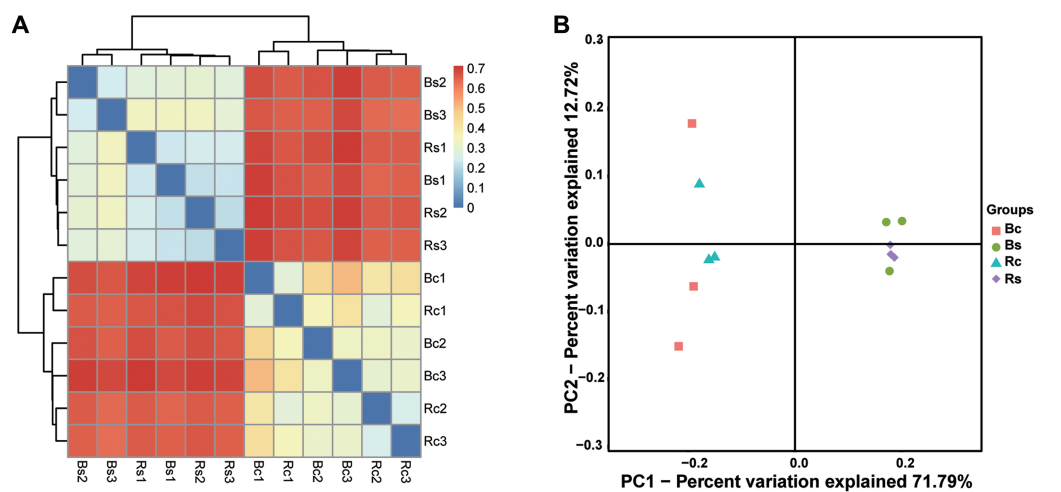 A
Bs2
Bs3
Rs1
Bs1
Rs2
Rs3
Bc1
Rc1
Bc2
Bc3
Rc2
Rc3
0.7
0.6
0.5
0.4
0.3
0.2
0.1
0
Bs2 Bs3 Rs1 Bs1 Rs2 Rs3 Bc1 Rc1 Bc2 Bc3 Rc2 Rc3
B
PC2 − Percent variation explained 12.72%
0.3
0.2
0.1
0.0
−0.1
−0.2
−0.3
−0.2 0.0 0.2
PC1 − Percent variation explained 71.79%
Groups
Bc
Bs
Rc
Rs